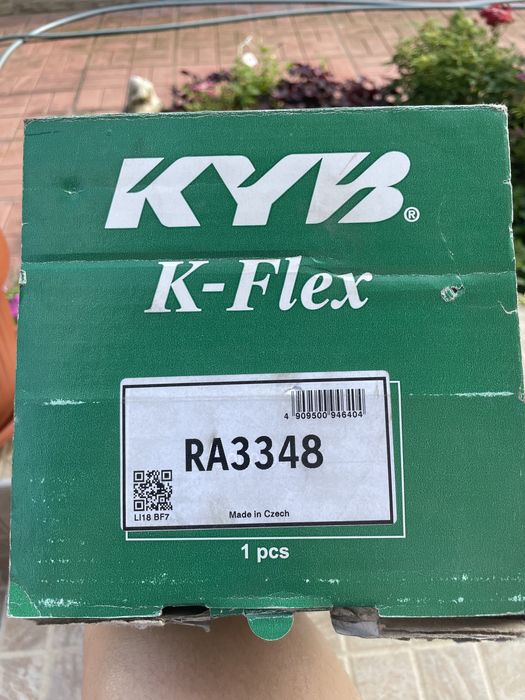 KYB®
K-Flex
4 909500 946404
RA3348
LI18 BF7
Made in Czech
1 pcs